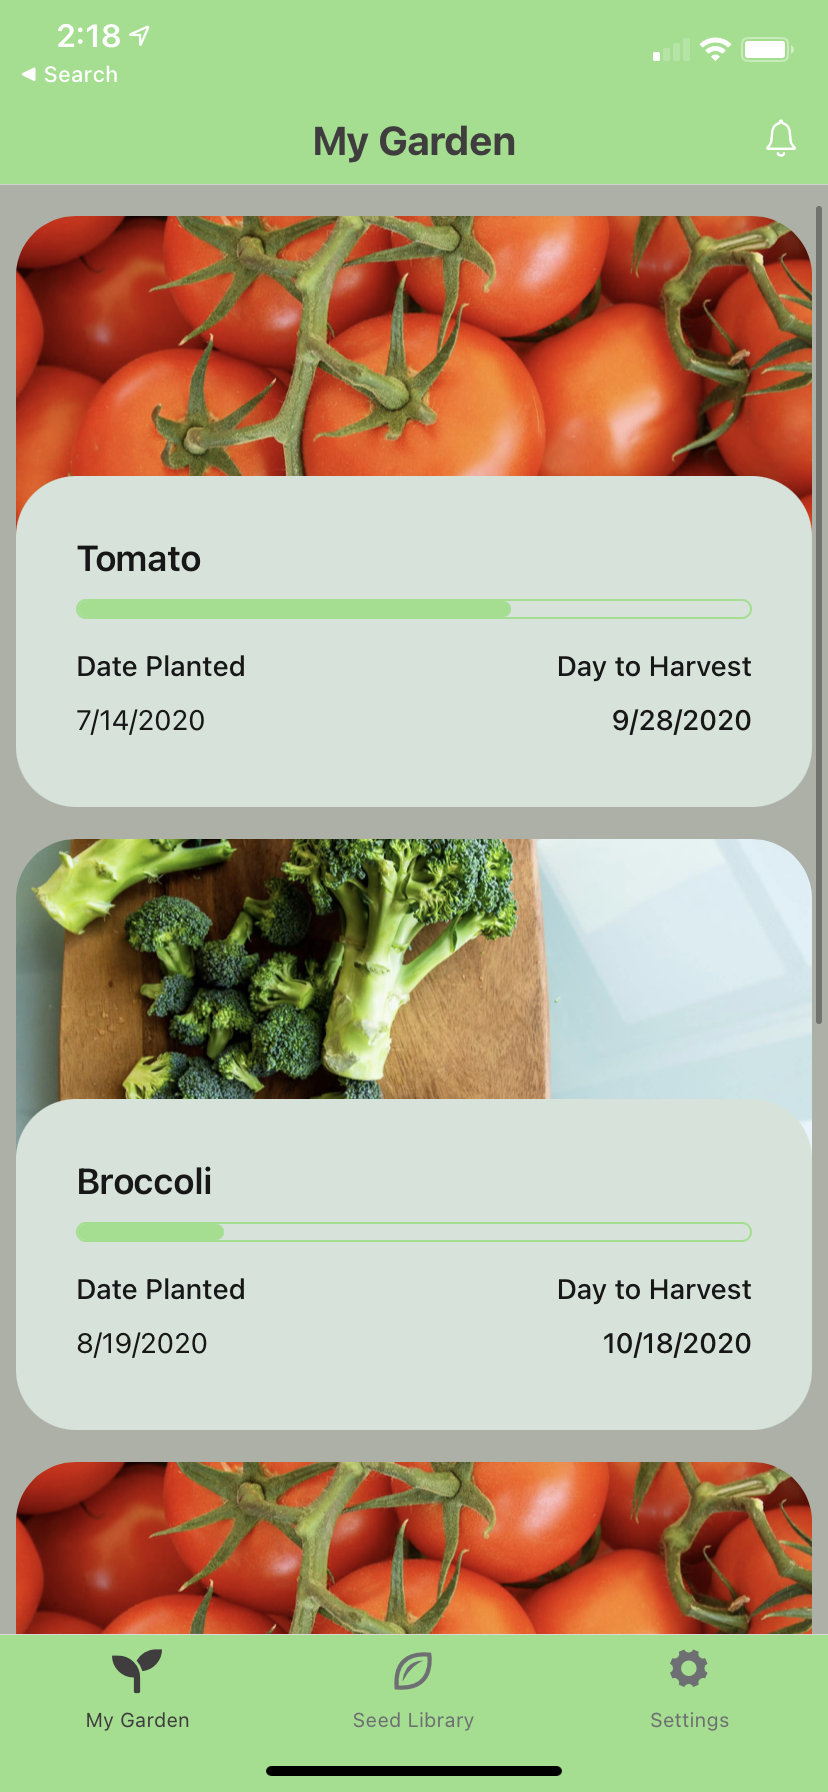 2:18
Search
My Garden
Tomato
Date Planted
Day to Harvest
7/14/2020
9/28/2020
Broccoli
Date Planted
Day to Harvest
8/19/2020
10/18/2020
My Garden
Seed Library
Settings